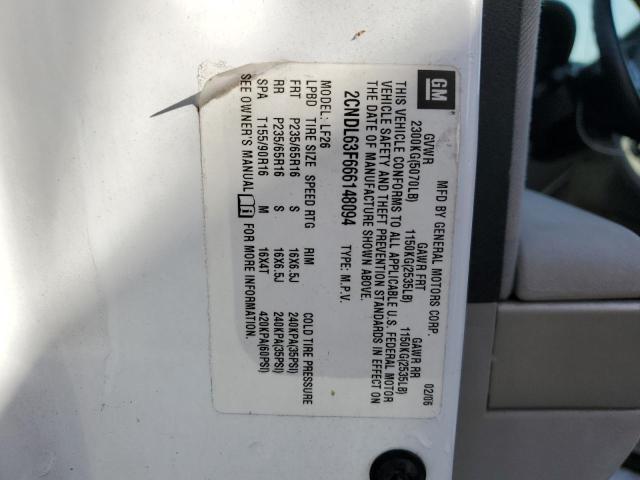 GM
MFD BY GENERAL MOTORS CORP. 02/06
GVWR GAWR FRT GAWR RR
2300KG(5070LB) 1150KG(2535LB) 1150KG(2535LB)
THIS VEHICLE CONFORMS TO ALL APPLICABLE U.S. FEDERAL MOTOR
VEHICLE SAFETY AND THEFT PREVENTION STANDARDS IN EFFECT ON
THE DATE OF MANUFACTURE SHOWN ABOVE.
2CNDL63F666148094 TYPE: M.P.V.
MODEL: LF26
LPBD TIRE SIZE SPEED RTG RIM COLD TIRE PRESSURE
FRT P235/65R16 S 16X6.5J 240KPA(35PSI)
RR P235/65R16 S 16X6.5J 240KPA(35PSI)
SPA T155/90R16 M 16X4T 420KPA(60PSI)
SEE OWNER'S MANUAL FOR MORE INFORMATION.